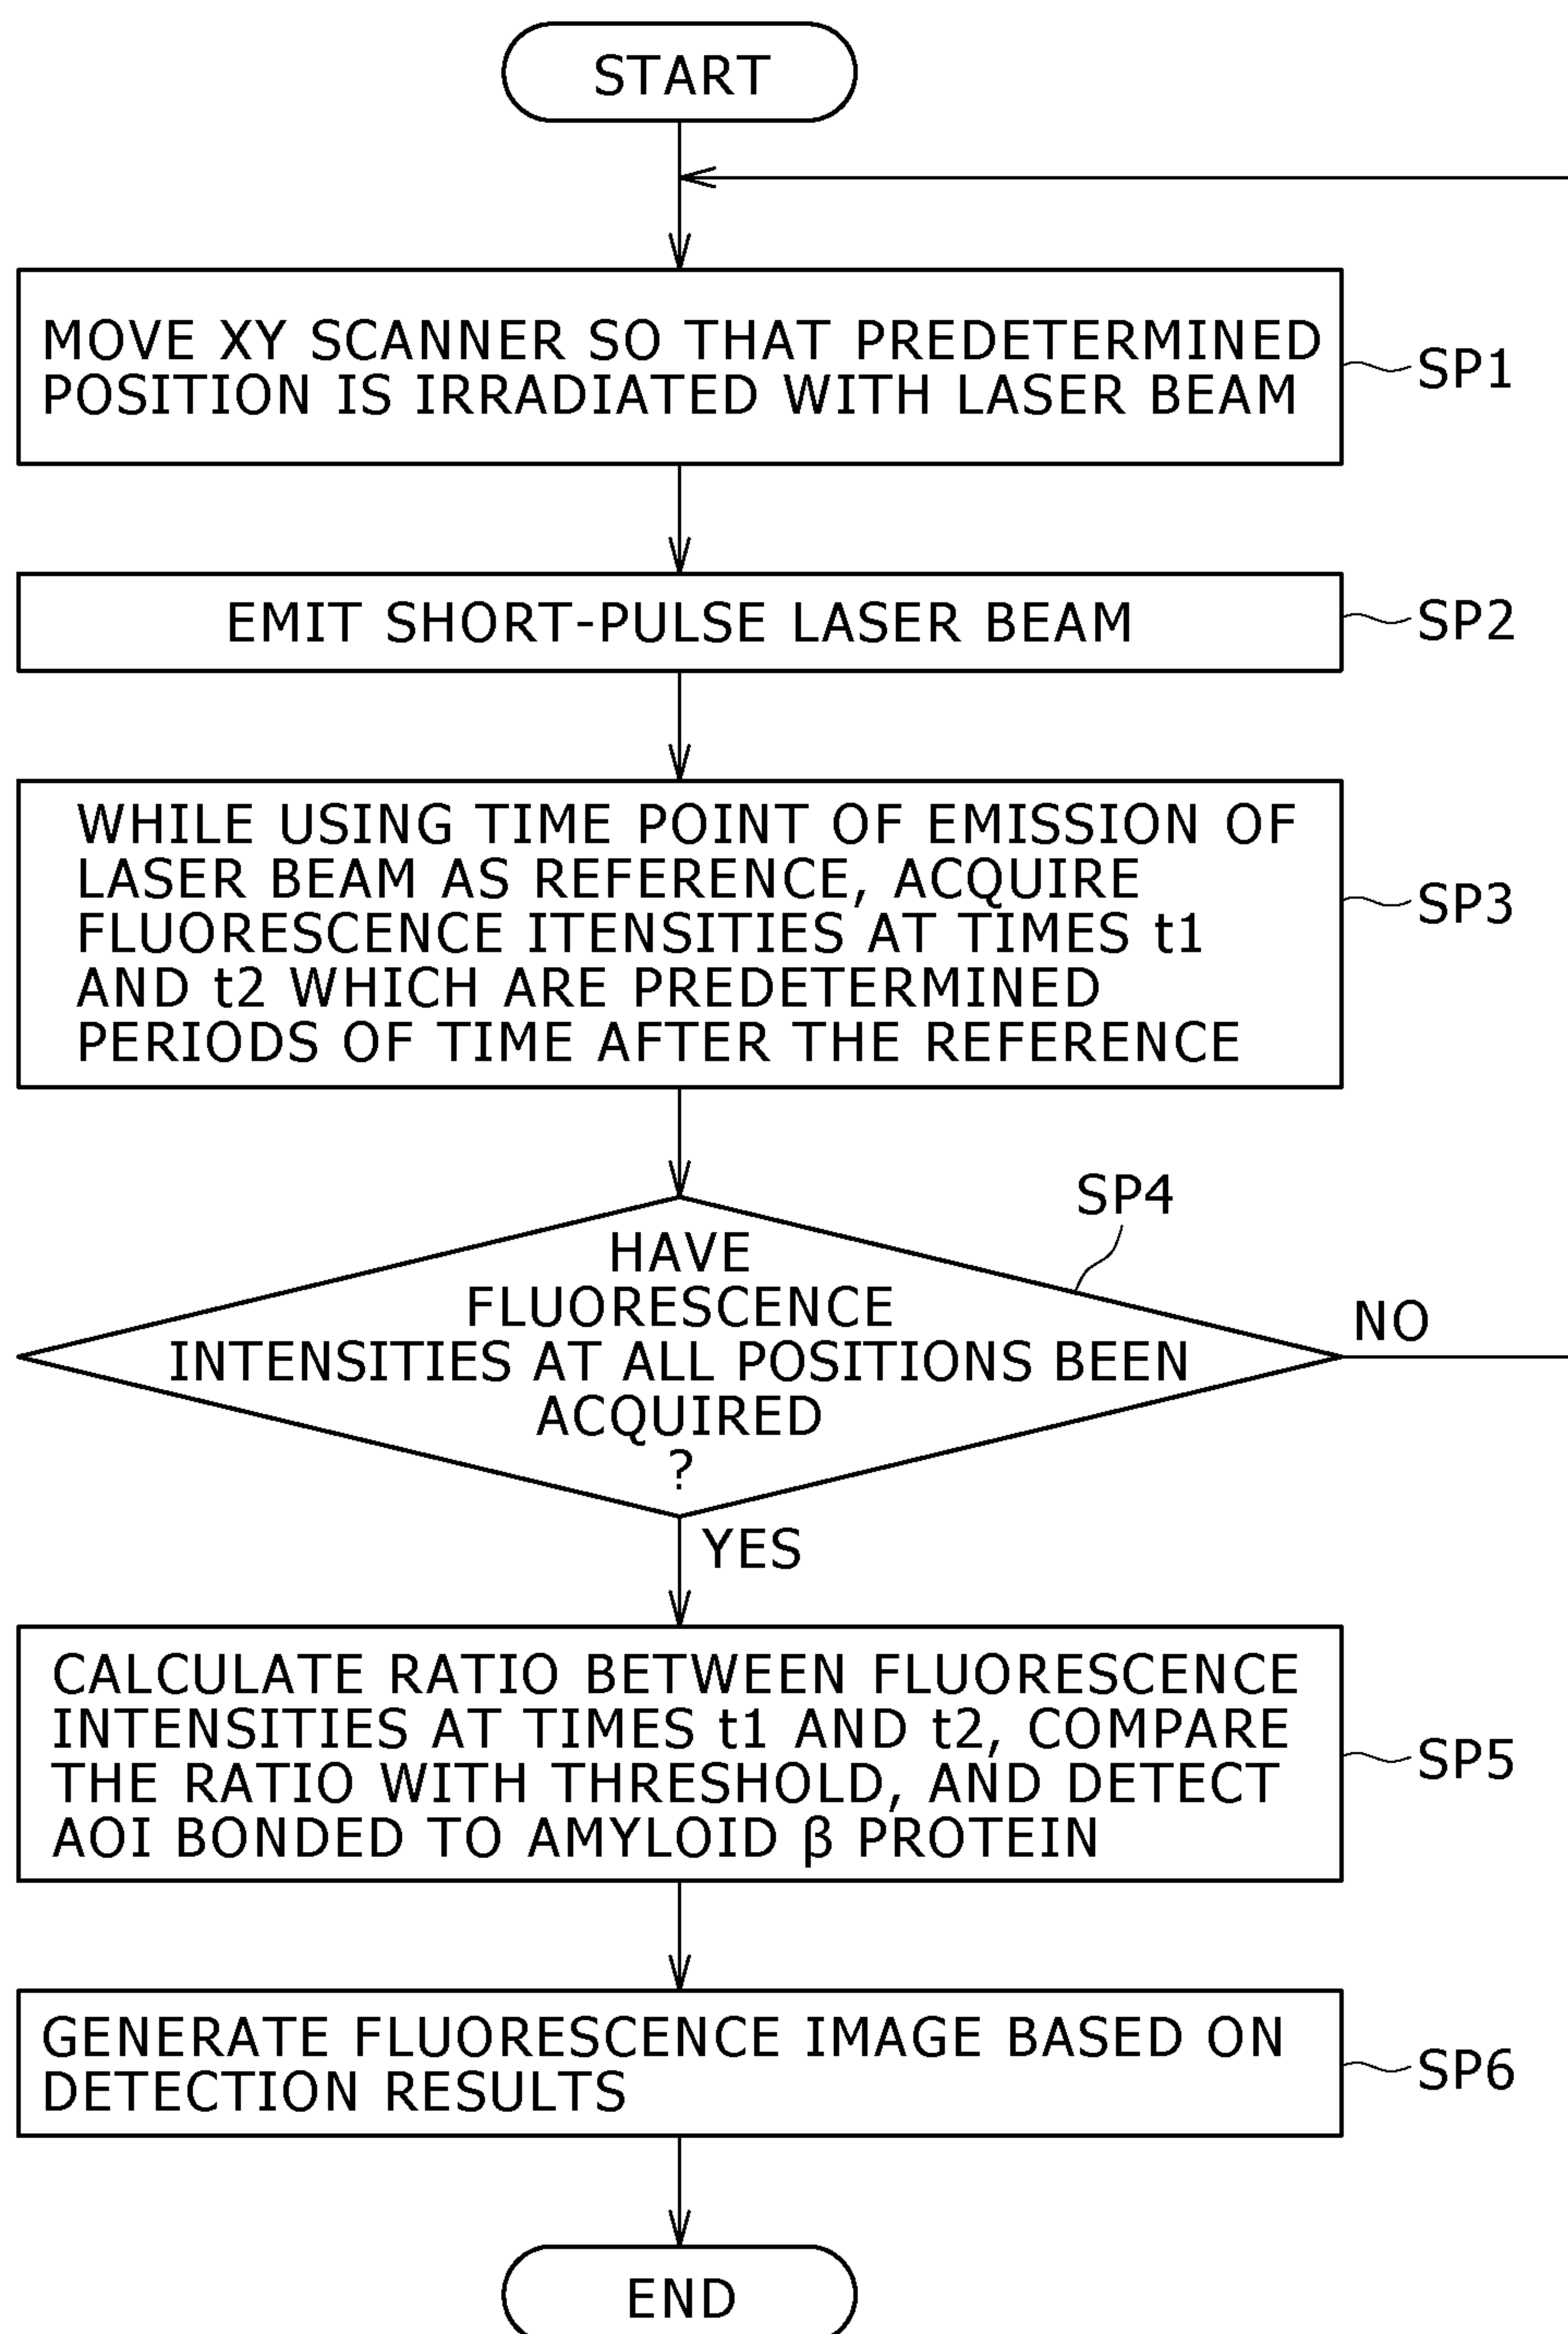 START
MOVE XY SCANNER SO THAT PREDETERMINED
POSITION IS IRRADIATED WITH LASER BEAM
SP1
EMIT SHORT-PULSE LASER BEAM
SP2
WHILE USING TIME POINT OF EMISSION OF
LASER BEAM AS REFERENCE, ACQUIRE
FLUORESCENCE ITENSITIES AT TIMES t1
AND t2 WHICH ARE PREDETERMINED
PERIODS OF TIME AFTER THE REFERENCE
SP3
SP4
HAVE
FLUORESCENCE
INTENSITIES AT ALL POSITIONS BEEN
ACQUIRED
?
NO
YES
CALCULATE RATIO BETWEEN FLUORESCENCE
INTENSITIES AT TIMES t1 AND t2, COMPARE
THE RATIO WITH THRESHOLD, AND DETECT
AOI BONDED TO AMYLOID β PROTEIN
SP5
GENERATE FLUORESCENCE IMAGE BASED ON
DETECTION RESULTS
SP6
END